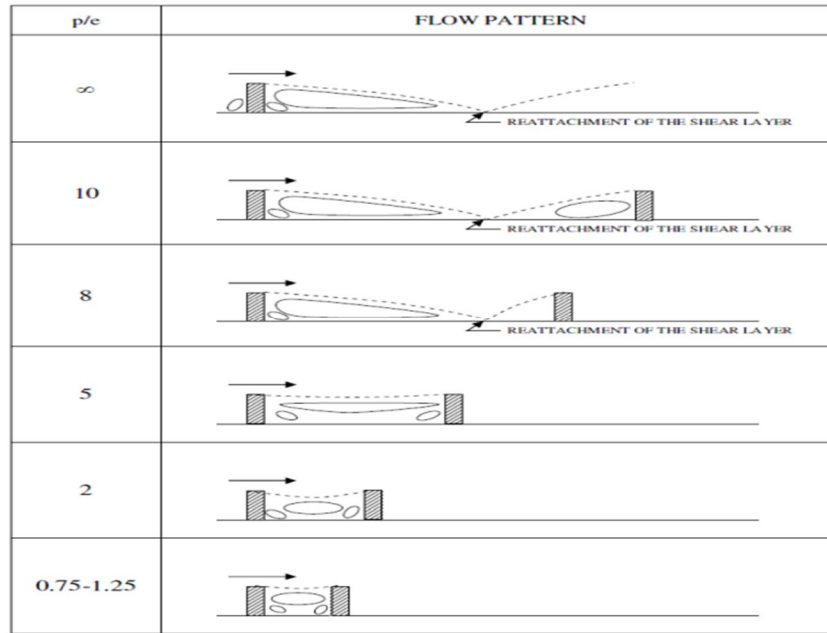 p/e FLOW PATTERN
∞
REATTACHMENT OF THE SHEAR LAYER
10
REATTACHMENT OF THE SHEAR LAYER
8
REATTACHMENT OF THE SHEAR LAYER
5
2
0.75-1.25